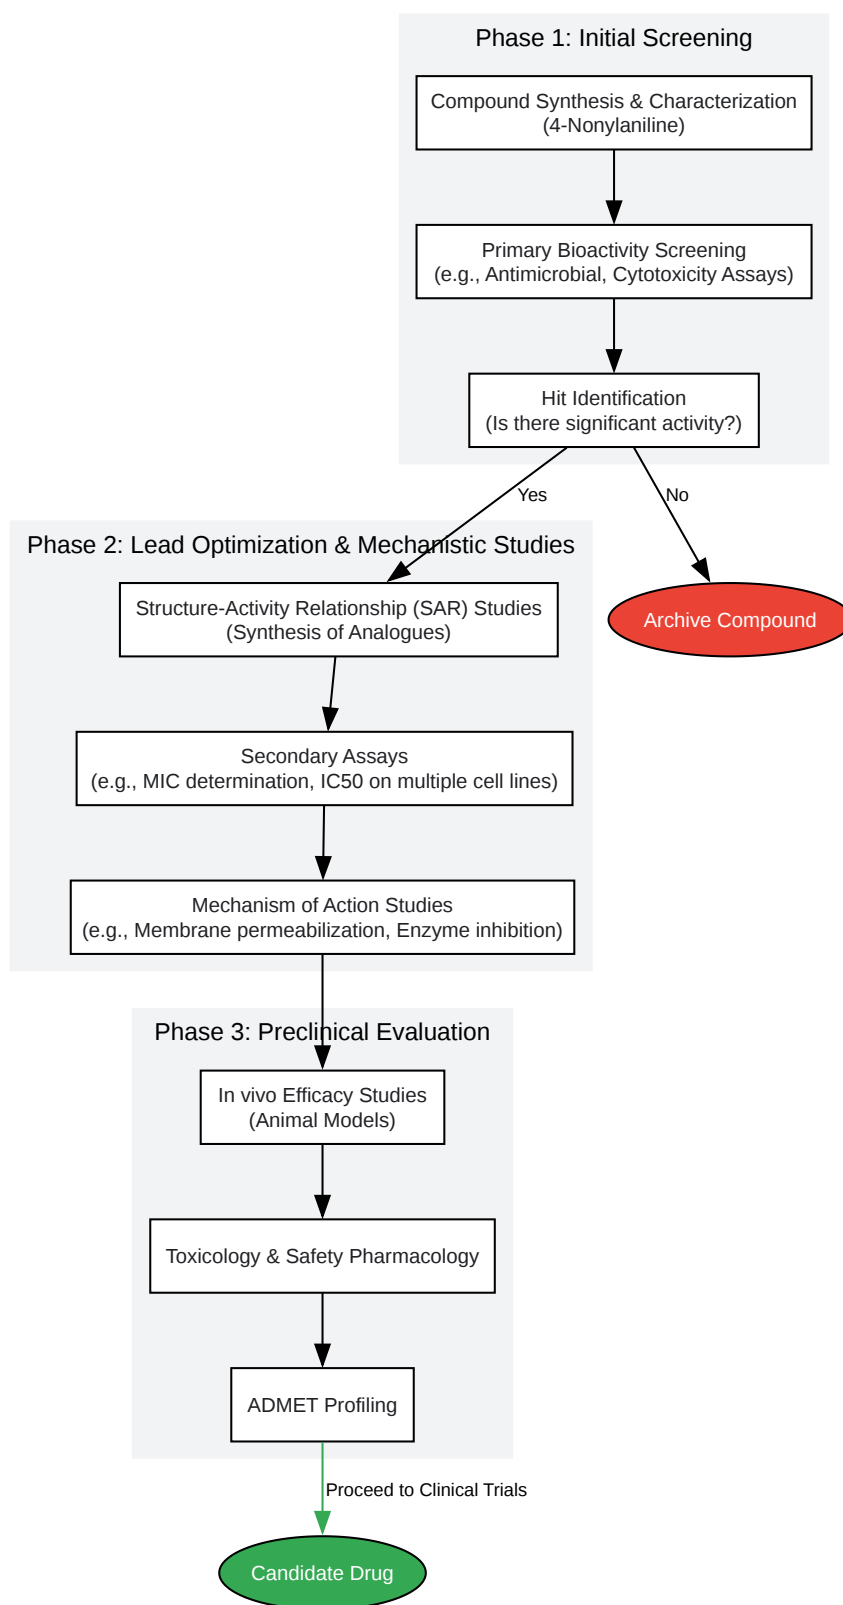 Phase 1: Initial Screening
Compound Synthesis & Characterization
(4-Nonylaniline)
Primary Bioactivity Screening
(e.g., Antimicrobial, Cytotoxicity Assays)
Hit Identification
(Is there significant activity?)
Yes
No
Phase 2: Lead Optimization & Mechanistic Studies
Structure-Activity Relationship (SAR) Studies
(Synthesis of Analogues)
Archive Compound
Secondary Assays
(e.g., MIC determination, IC50 on multiple cell lines)
Mechanism of Action Studies
(e.g., Membrane permeabilization, Enzyme inhibition)
Phase 3: Preclinical Evaluation
In vivo Efficacy Studies
(Animal Models)
Toxicology & Safety Pharmacology
ADMET Profiling
Proceed to Clinical Trials
Candidate Drug